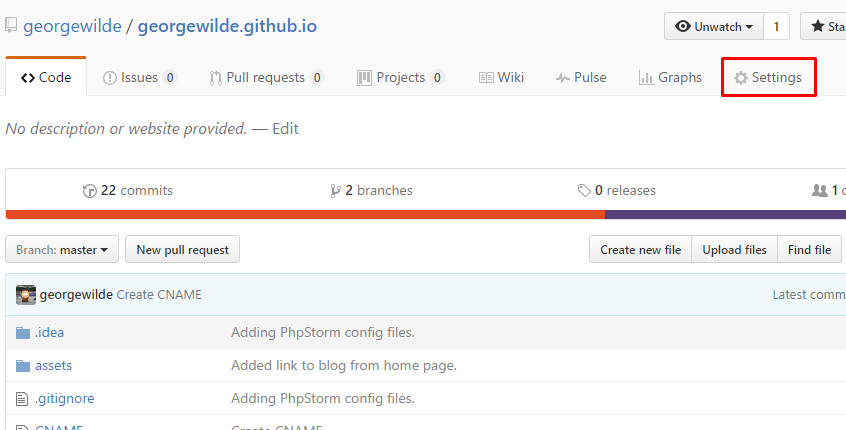 georgewilde / georgewilde.github.io Unwatch 1
Code Issues 0 Pull requests 0 Projects 0 Wiki Pulse Graphs Settings
No description or website provided. — Edit
22 commits 2 branches 0 releases 1
Branch: master New pull request Create new file Upload files Find file
georgewilde Create CNAME Latest comm
.idea Adding PhpStorm config files.
assets Added link to blog from home page.
.gitignore Adding PhpStorm config files.
CNAME Create CNAME